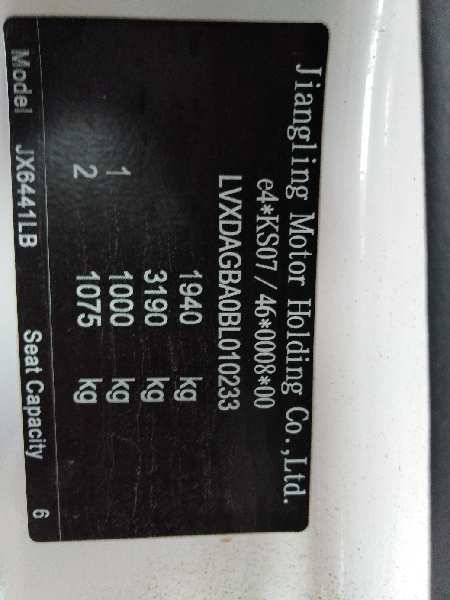 Jiangling Motor Holding Co.,Ltd.
e4*KS07/46*0008*00
LVXDAGBA0BL010233
1940 kg
3190 kg
1 1000 kg
2 1075 kg
Model JX6441LB Seat Capacity 6